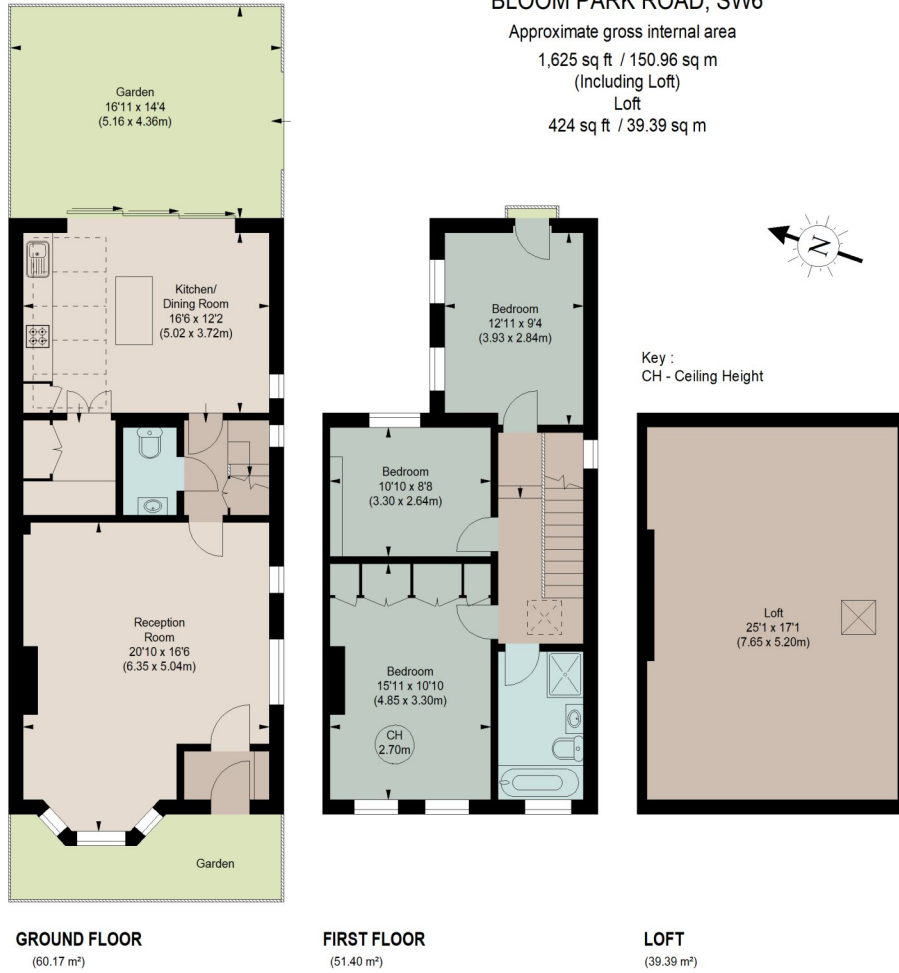 BLOOM PARK ROAD, SW6
Approximate gross internal area
1,625 sq ft / 150.96 sq m
(Including Loft)
Loft
424 sq ft / 39.39 sq m
Garden
16'11 x 14'4
(5.16 x 4.36m)
N
Kitchen/
Dining Room
16'6 x 12'2
(5.02 x 3.72m)
Bedroom
12'11 x 9'4
(3.93 x 2.84m)
Key :
CH - Ceiling Height
Bedroom
10'10 x 8'8
(3.30 x 2.64m)
Reception
Room
20'10 x 16'6
(6.35 x 5.04m)
Bedroom
15'11 x 10'10
(4.85 x 3.30m)
CH
2.70m
Loft
25'1 x 17'1
(7.65 x 5.20m)
Garden
GROUND FLOOR
(60.17 m²)
FIRST FLOOR
(51.40 m²)
LOFT
(39.39 m²)